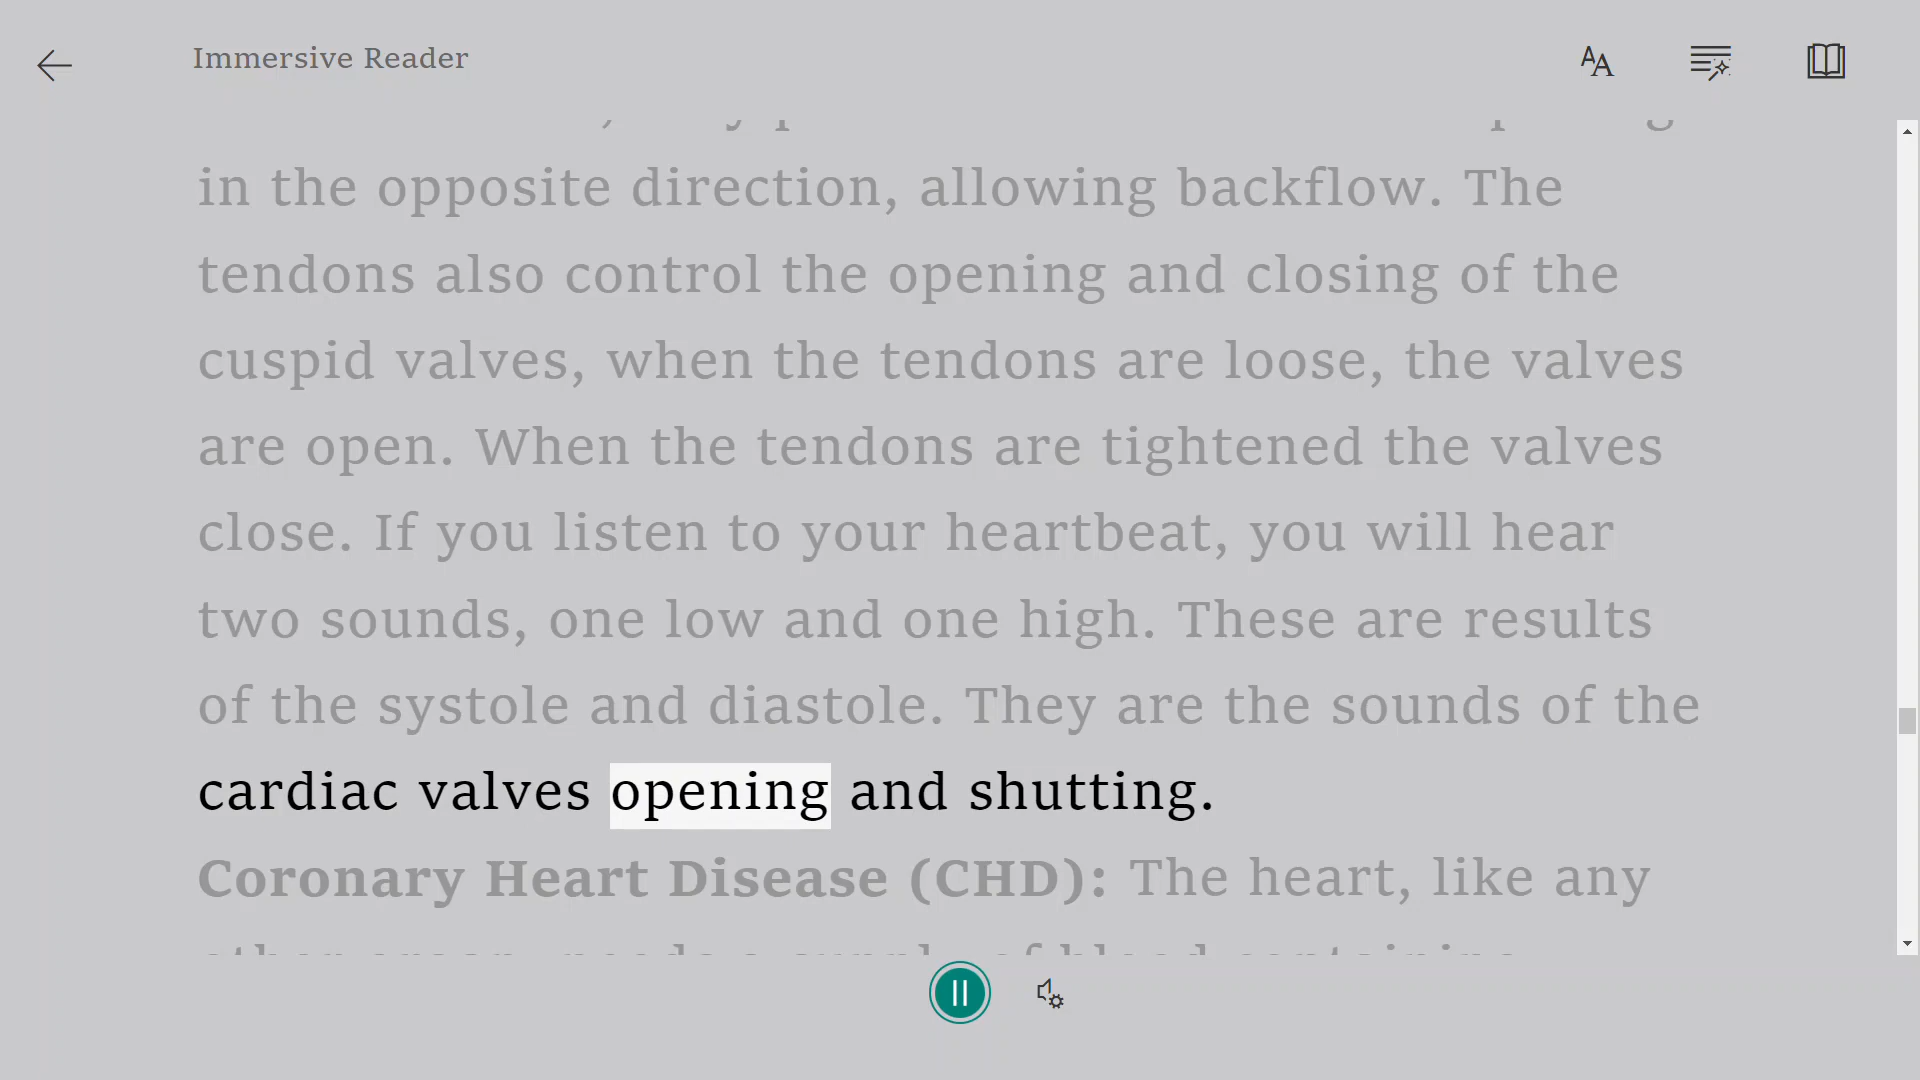 Immersive Reader
in the opposite direction, allowing backflow. The
tendons also control the opening and closing of the
cuspid valves, when the tendons are loose, the valves
are open. When the tendons are tightened the valves
close. If you listen to your heartbeat, you will hear
two sounds, one low and one high. These are results
of the systole and diastole. They are the sounds of the
cardiac valves opening and shutting.
Coronary Heart Disease (CHD): The heart, like any